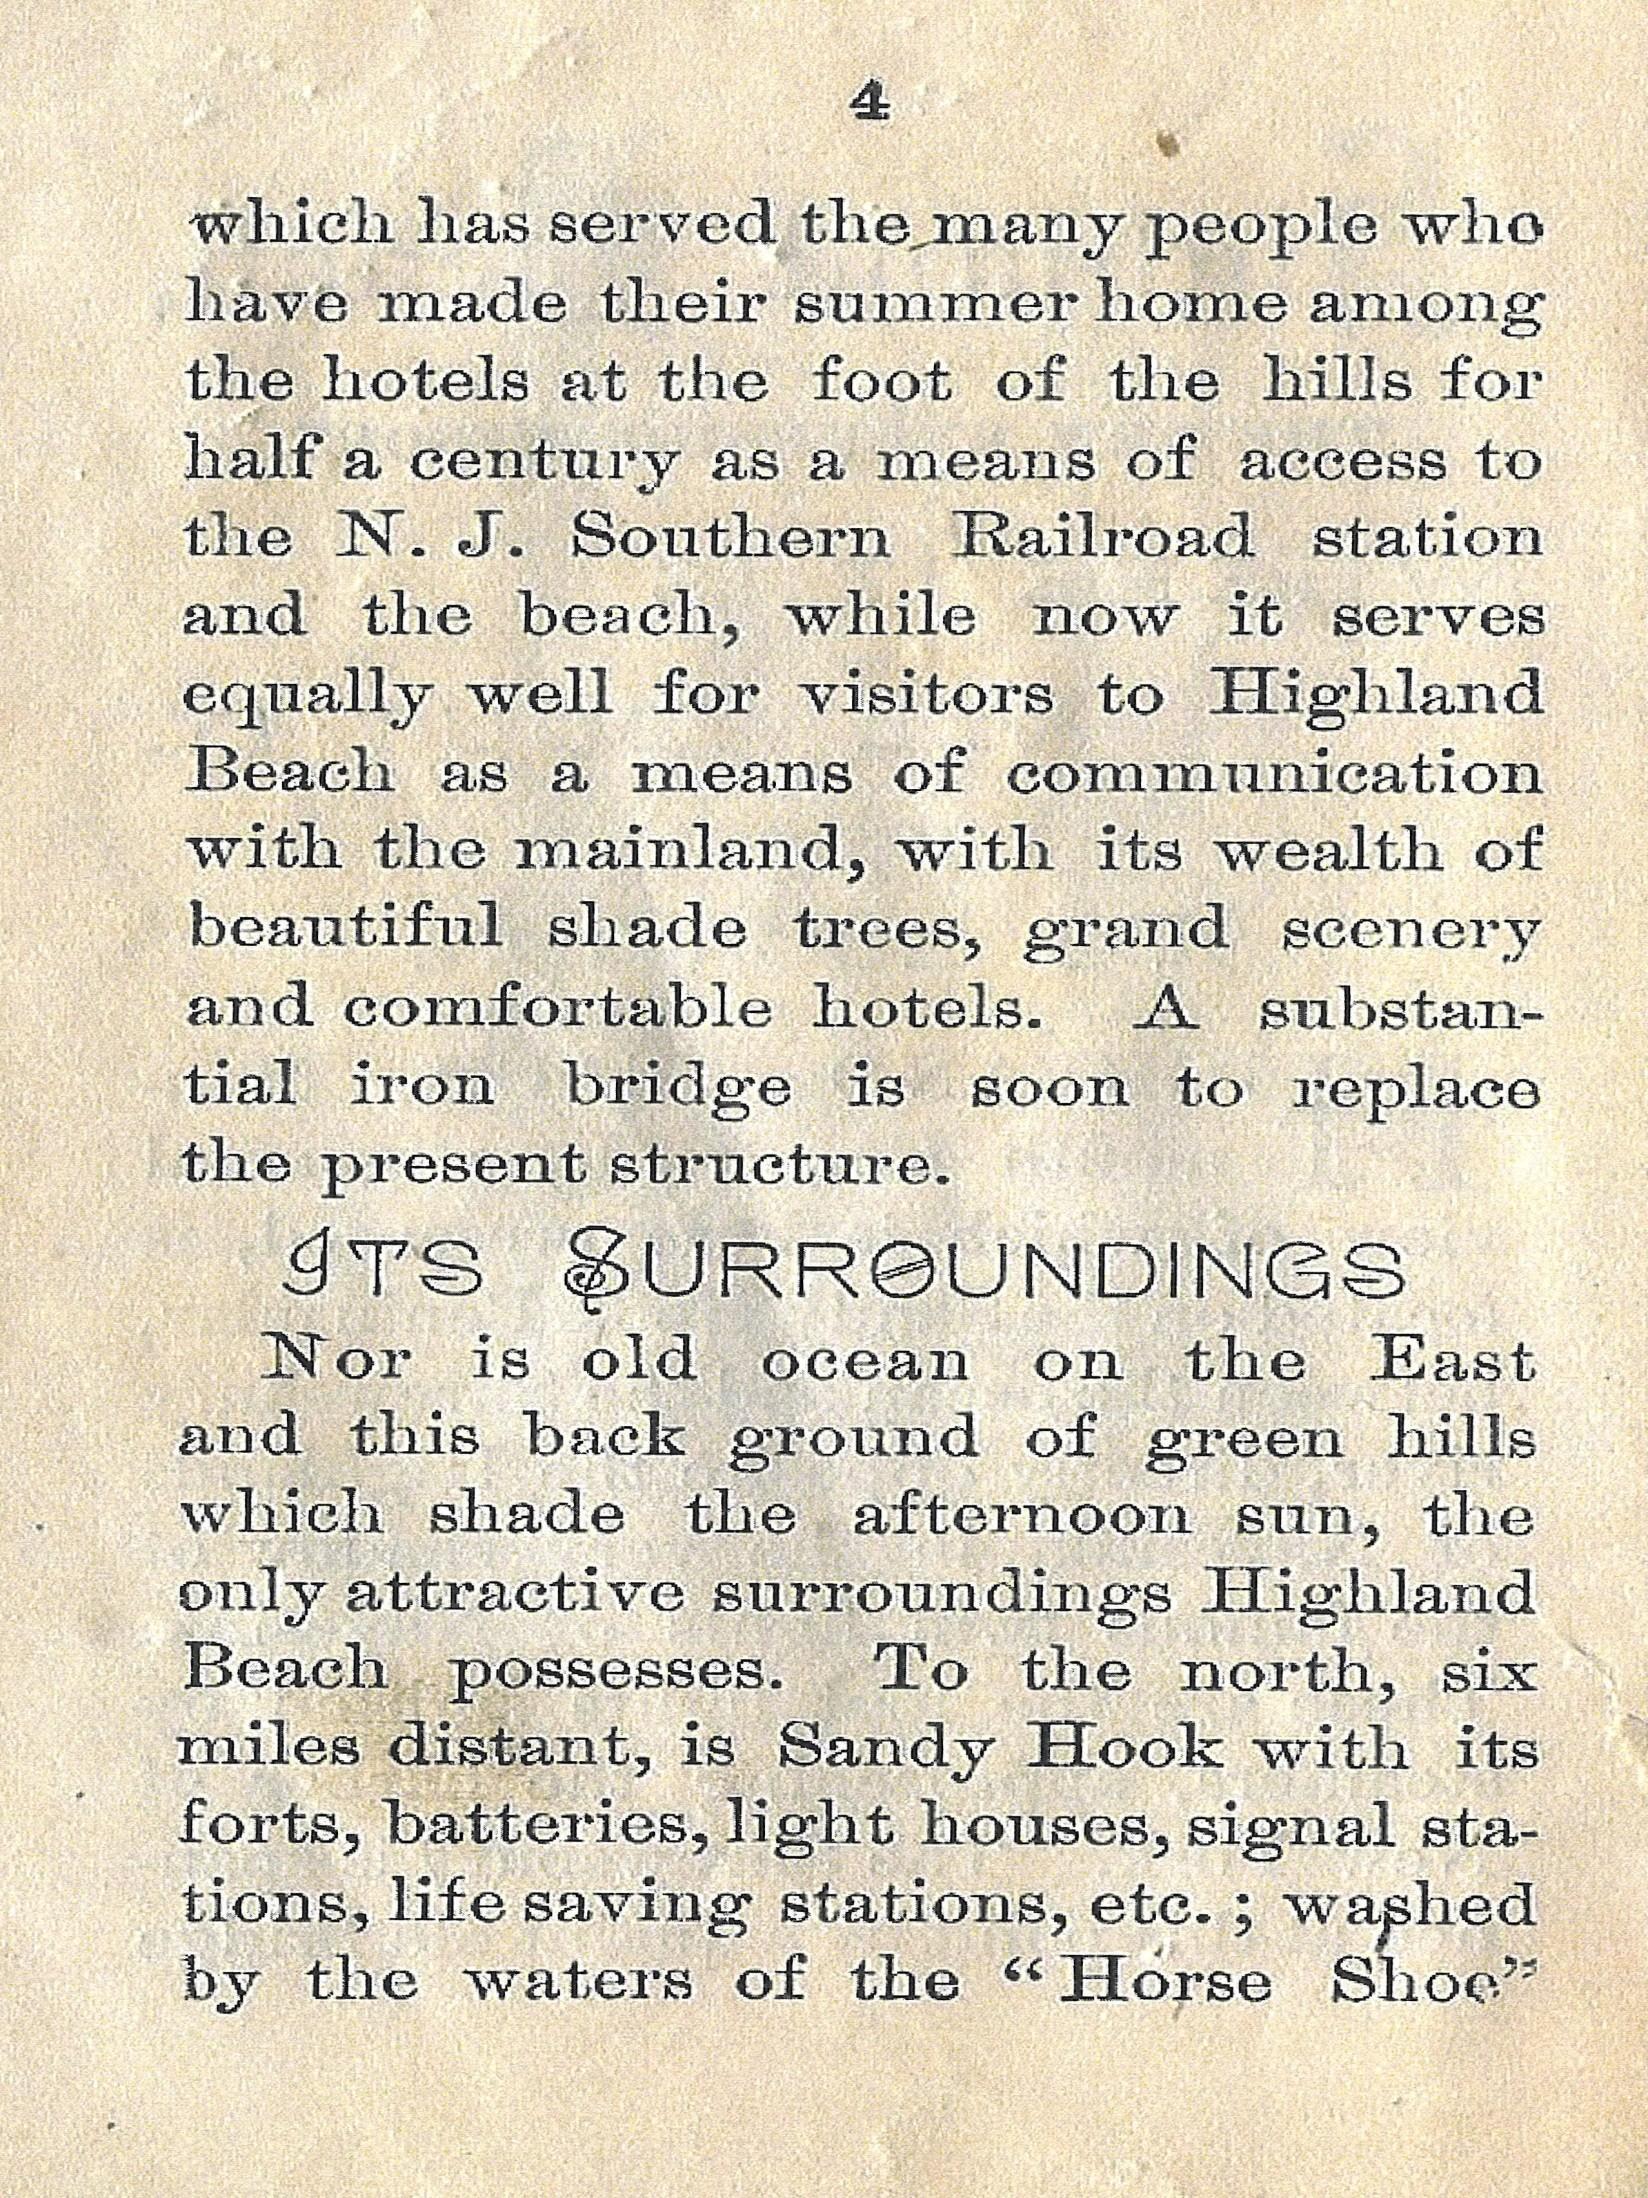 4
which has served the many people who
have made their summer home among
the hotels at the foot of the hills for
half a century as a means of access to
the N. J. Southern Railroad station
and the beach, while now it serves
equally well for visitors to Highland
Beach as a means of communication
with the mainland, with its wealth of
beautiful shade trees, grand scenery
and comfortable hotels. A substan-
tial iron bridge is soon to replace
the present structure.
ITS SURROUNDINGS
Nor is old ocean on the East
and this back ground of green hills
which shade the afternoon sun, the
only attractive surroundings Highland
Beach possesses. To the north, six
miles distant, is Sandy Hook with its
forts, batteries, light houses, signal sta-
tions, life saving stations, etc. ; washed
by the waters of the “Horse Shoe”